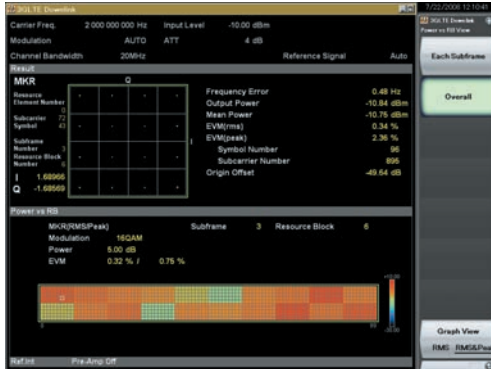 3GLTE Downlink
7/22/2008 12:10:41
Carrier Freq. 2 000 000 000 Hz Input Level -10.00 dBm
Modulation AUTO ATT 4 dB
Channel Bandwidth 20MHz Reference Signal Auto
Result
MKR Q
Resource
Element Number
0
Subcarrier 72
Symbol 43
Subframe
Number 3
Resource Block
Number 6
I 1.68965
Q -1.68569
I
Frequency Error 0.48 Hz
Output Power -10.84 dBm
Mean Power -10.75 dBm
EVM(rms) 0.34 %
EVM(peak) 2.36 %
Symbol Number 96
Subcarrier Number 895
Origin Offset -49.64 dB
Power vs RB
MKR(RMS/Peak) Subframe 3 Resource Block 6
Modulation 16QAM
Power 5.00 dB
EVM 0.32 % / 0.75 %
0
Ref.Int Pre-Amp Off
3GLTE Downlink
Power vs RB View
Each Subframe
Overall
Graph View
RMS RMS&Pea